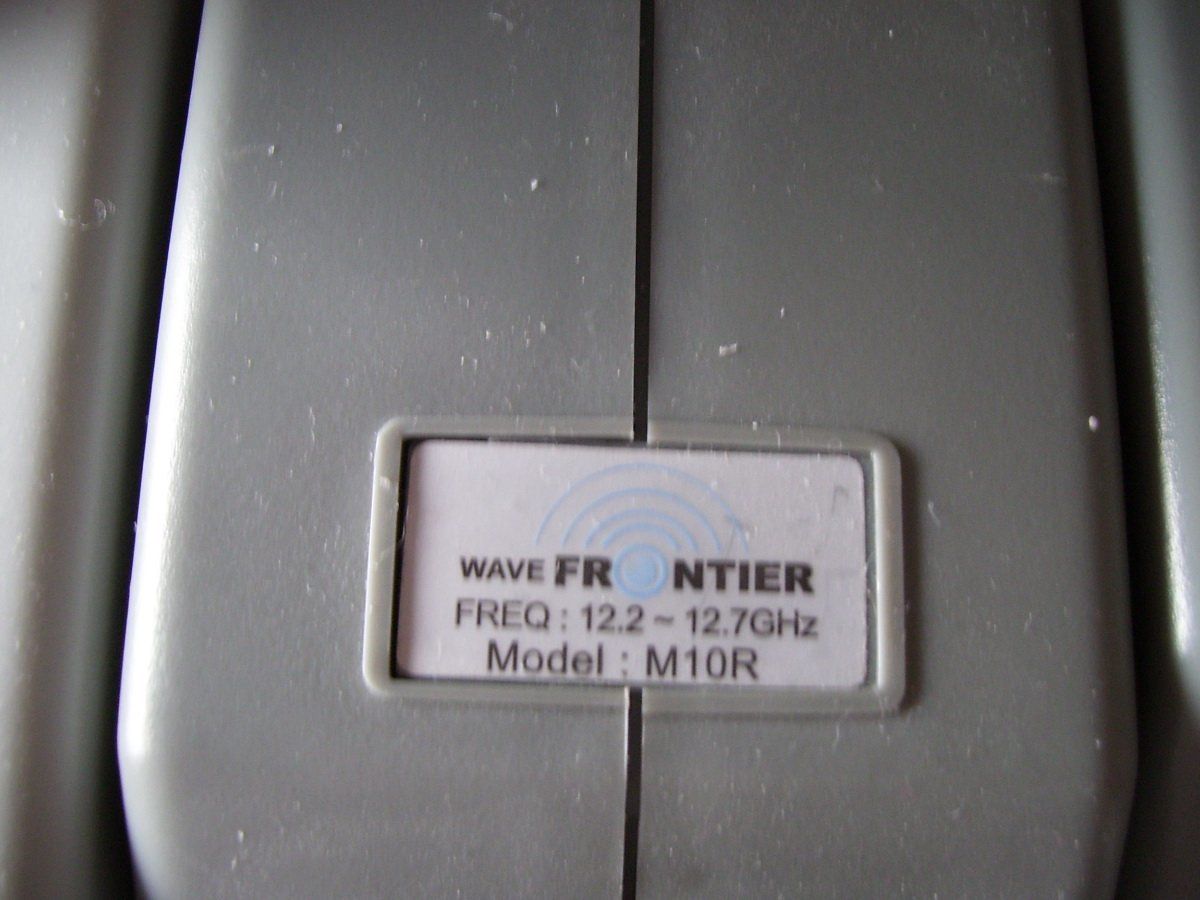 WAVE FRONTIER
FREQ : 12.2 ~ 12.7GHz
Model : M10R